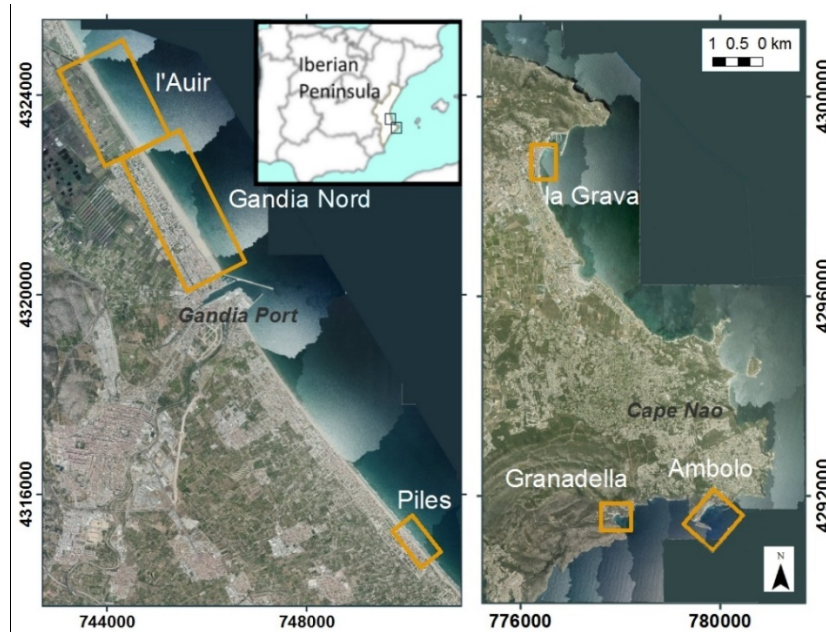 l'Auir
Gandia Nord
Gandia Port
Piles
Iberian
Península
4324000
4320000
4316000
744000
748000
1 0.5 0 km
la Grava
Cape Nao
Granadella
Ambolo
N
4300000
4296000
4292000
776000
780000